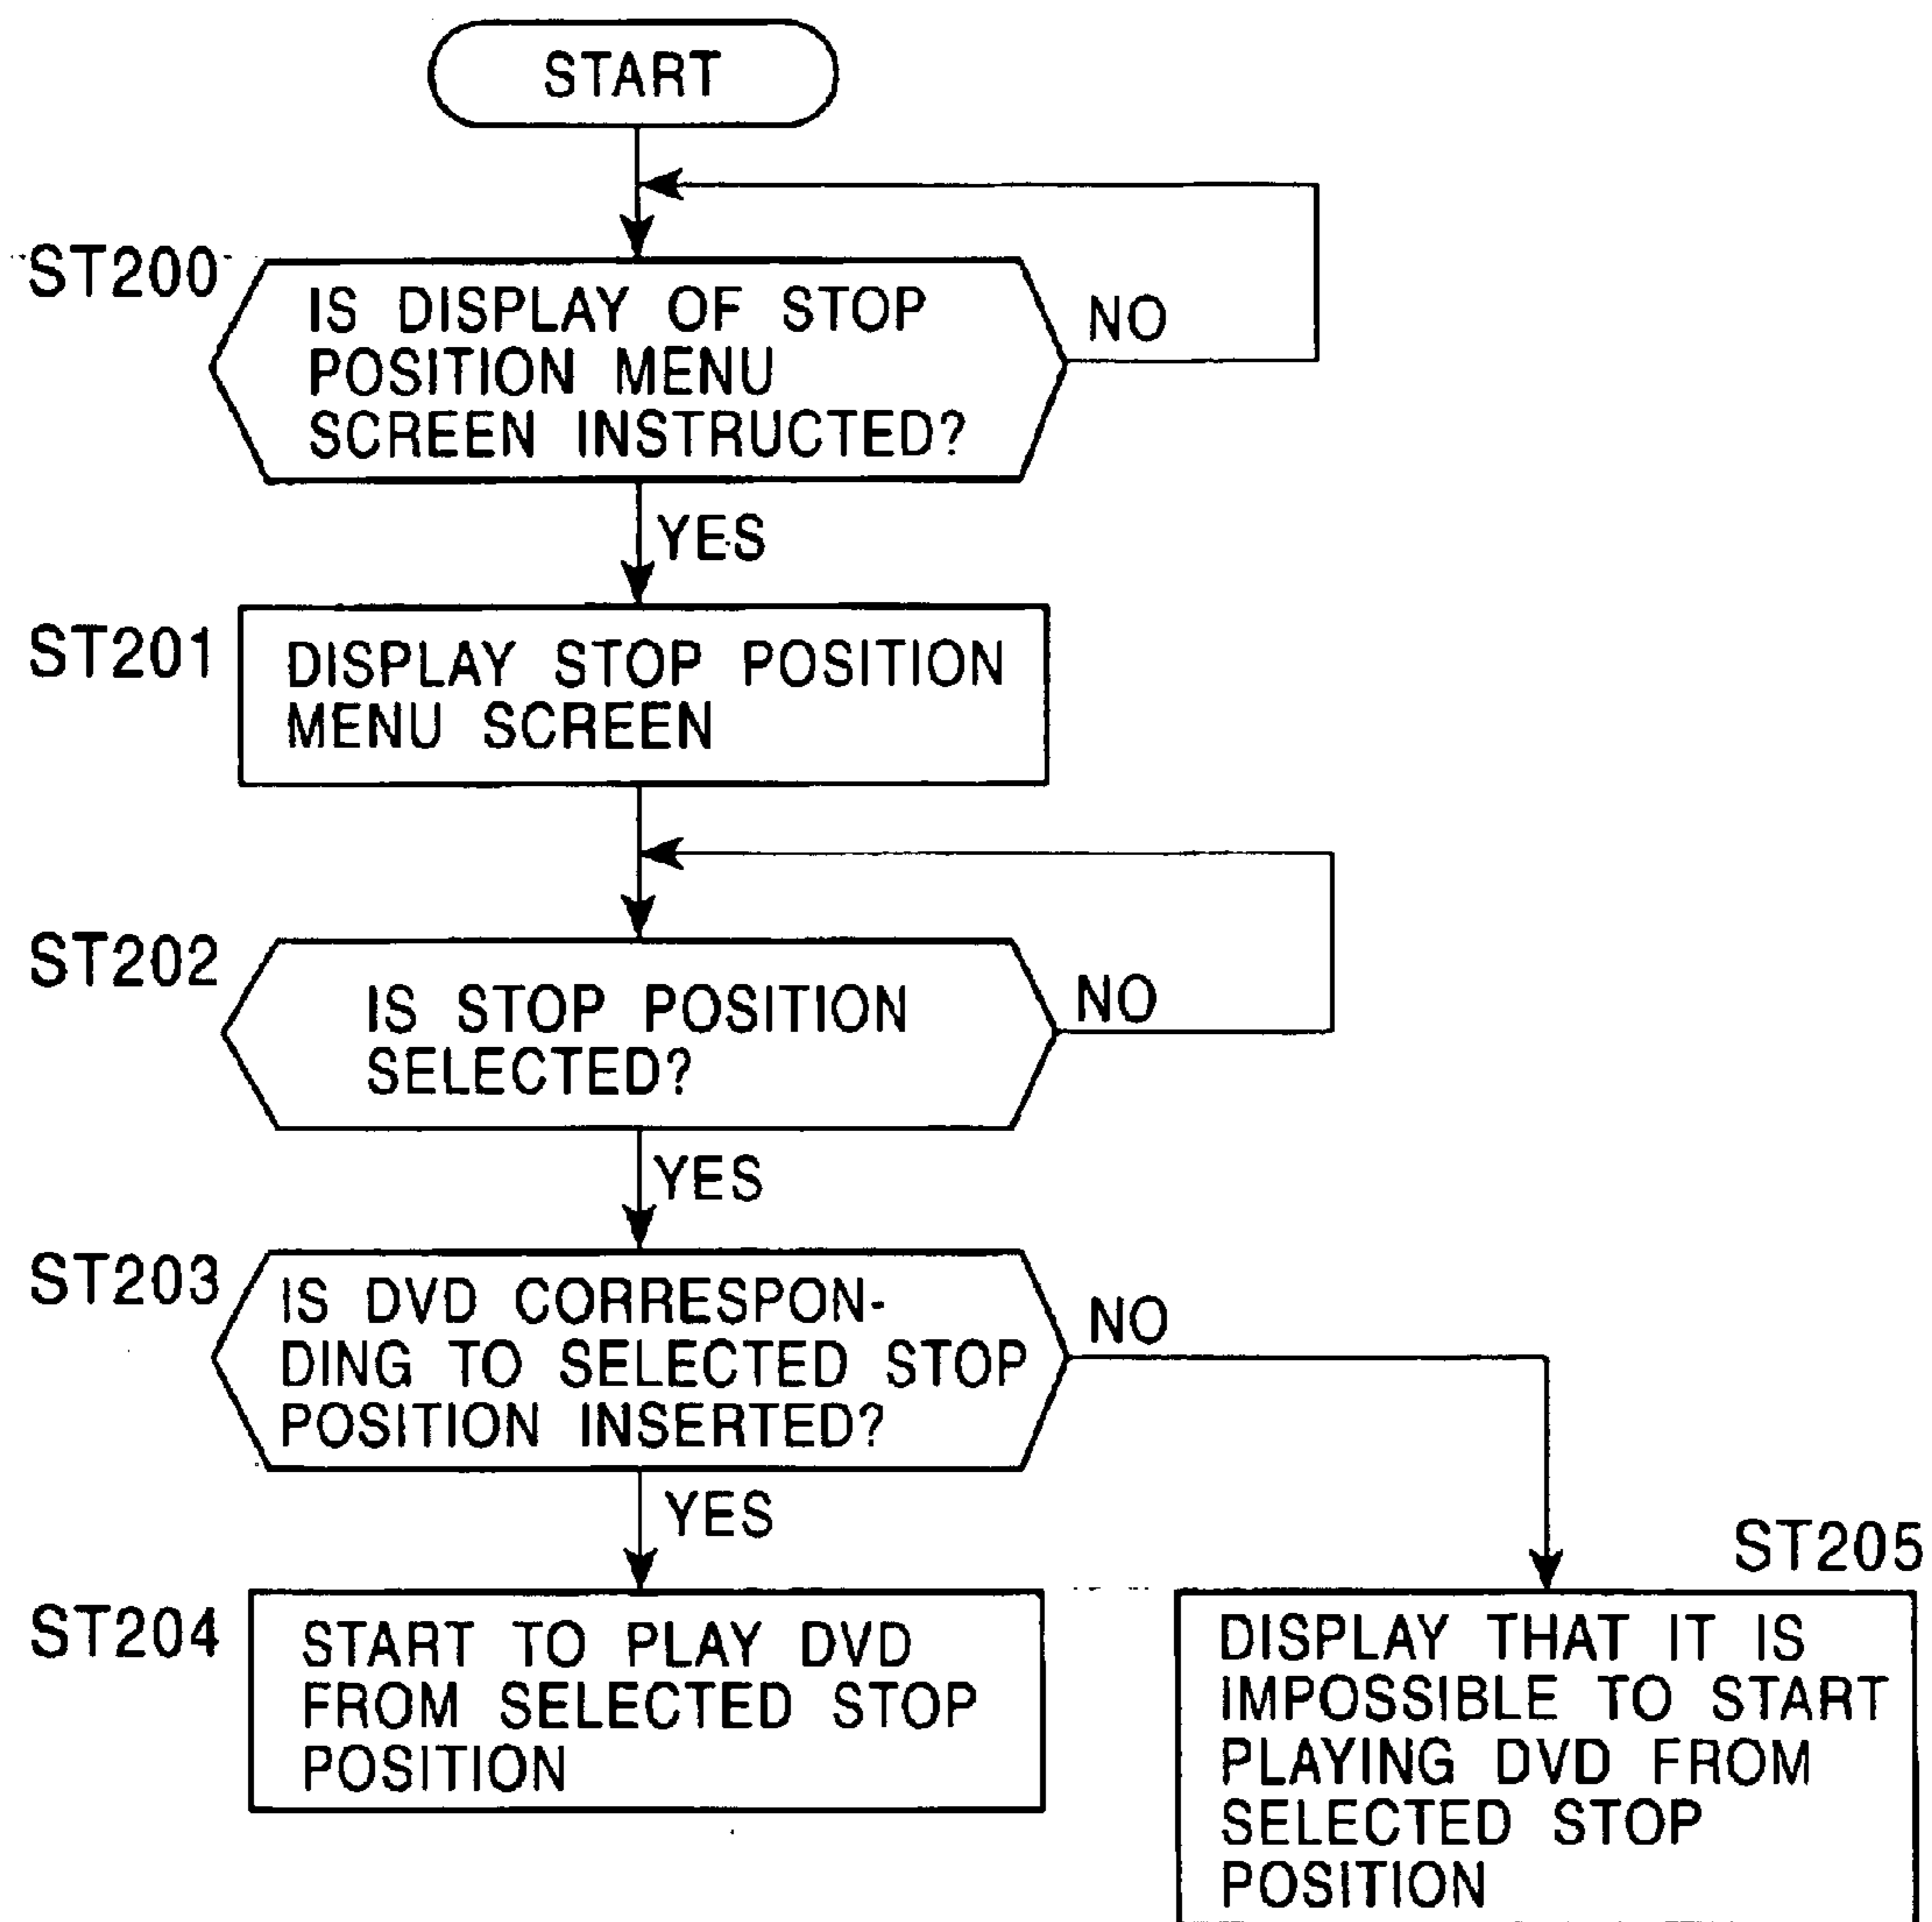 START
ST200
IS DISPLAY OF STOP
POSITION MENU
SCREEN INSTRUCTED?
NO
YES
ST201
DISPLAY STOP POSITION
MENU SCREEN
ST202
IS STOP POSITION
SELECTED?
NO
YES
ST203
IS DVD CORRESPON-
DING TO SELECTED STOP
POSITION INSERTED?
NO
YES
ST204
START TO PLAY DVD
FROM SELECTED STOP
POSITION
ST205
DISPLAY THAT IT IS
IMPOSSIBLE TO START
PLAYING DVD FROM
SELECTED STOP
POSITION